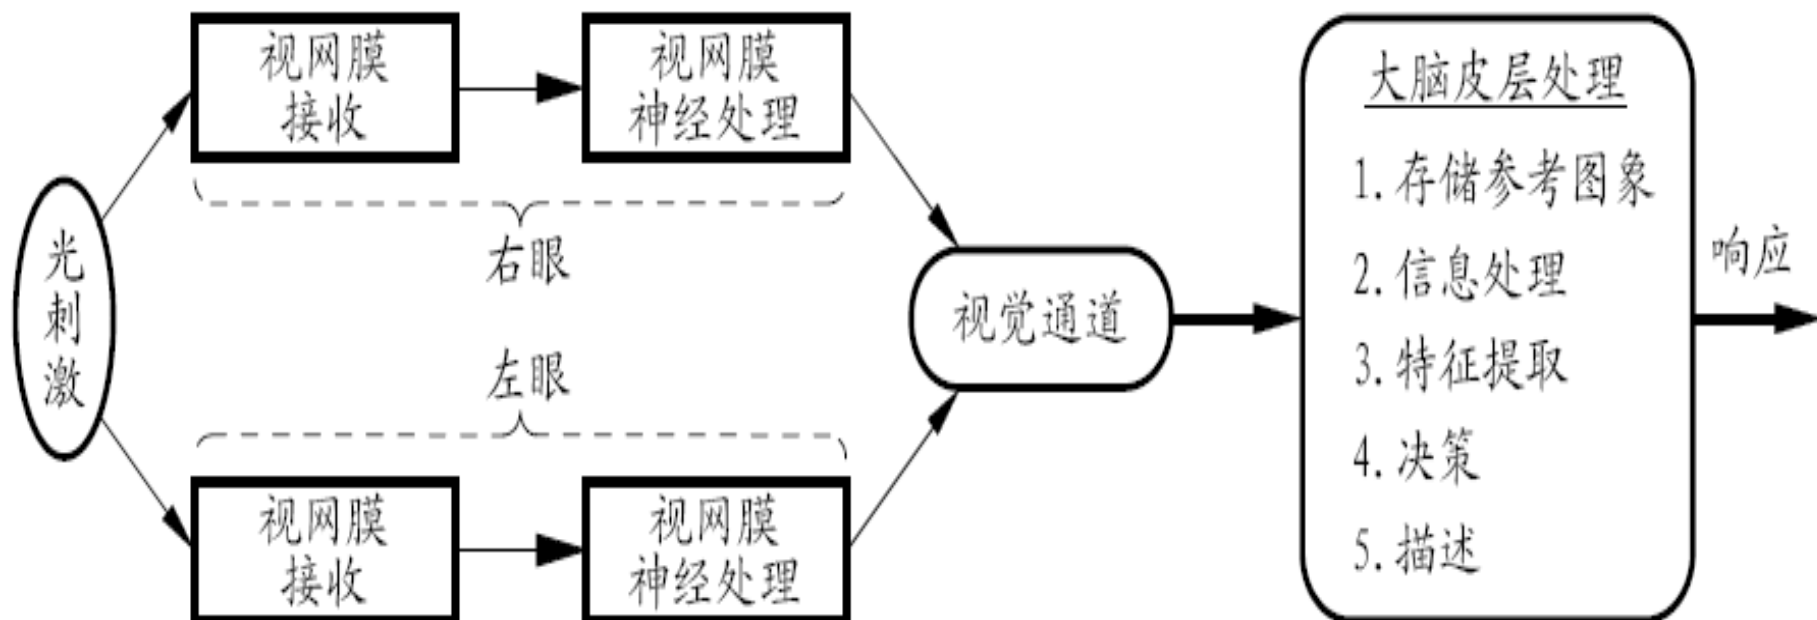 光
刺
激
视网膜
接收
视网膜
神经处理
右眼
左眼
视网膜
接收
视网膜
神经处理
视觉通道
大脑皮层处理
1.存储参考图象
2.信息处理
3.特征提取
4.决策
5.描述
响应